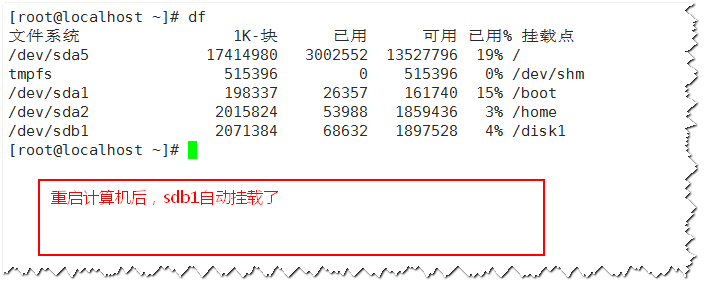 [root@localhost ~]# df
文件系统 1K-块 已用 可用 已用% 挂载点
/dev/sda5 17414980 3002552 13527796 19% /
tmpfs 515396 0 515396 0% /dev/shm
/dev/sda1 198337 26357 161740 15% /boot
/dev/sda2 2015824 53988 1859436 3% /home
/dev/sdb1 2071384 68632 1897528 4% /disk1
[root@localhost ~]#
重启计算机后，sdb1自动挂载了